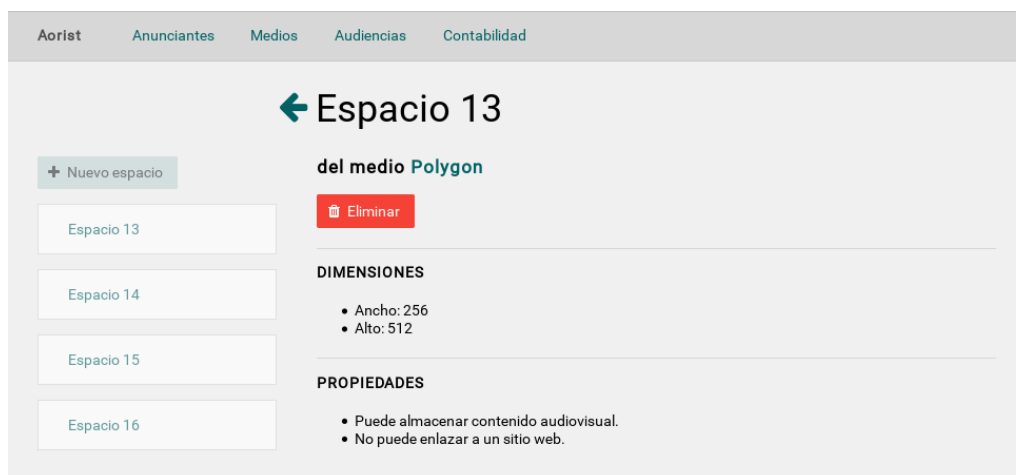 Aorist Anunciantes Medios Audiencias Contabilidad
Espacio 13
+ Nuevo espacio
Espacio 13
Espacio 14
Espacio 15
Espacio 16
del medio Polygon
Eliminar
DIMENSIONES
• Ancho: 256
• Alto: 512
PROPIEDADES
• Puede almacenar contenido audiovisual.
• No puede enlazar a un sitio web.